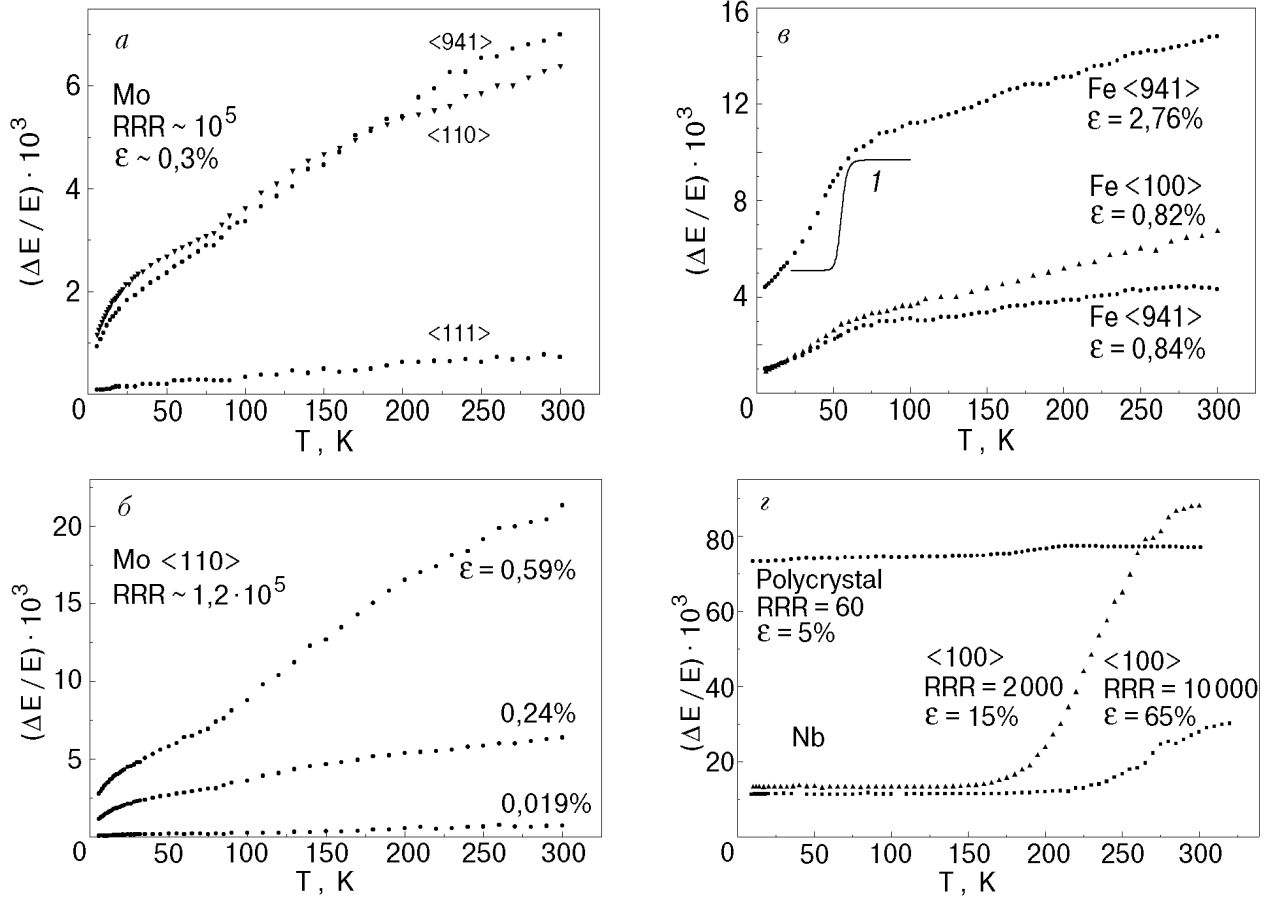 а
Mo
RRR ~ 10⁵
ε ~ 0,3%
<941>
<110>
<111>
(ΔE / E) · 10³
6
4
2
0 50 100 150 200 250 300
T , K
в
Fe <941>
ε = 2,76%
1
Fe <100>
ε = 0,82%
Fe <941>
ε = 0,84%
(ΔE / E) · 10³
16
12
8
4
0 50 100 150 200 250 300
T , K
б
Mo <110>
RRR ~ 1,2 · 10⁵
ε = 0,59%
0,24%
0,019%
(ΔE / E) · 10³
20
15
10
5
0 50 100 150 200 250 300
T , K
г
Polycrystal
RRR = 60
ε = 5%
<100>
RRR = 2 000
ε = 15%
<100>
RRR = 10 000
ε = 65%
Nb
(ΔE / E) · 10³
80
60
40
20
0 50 100 150 200 250 300
T , K